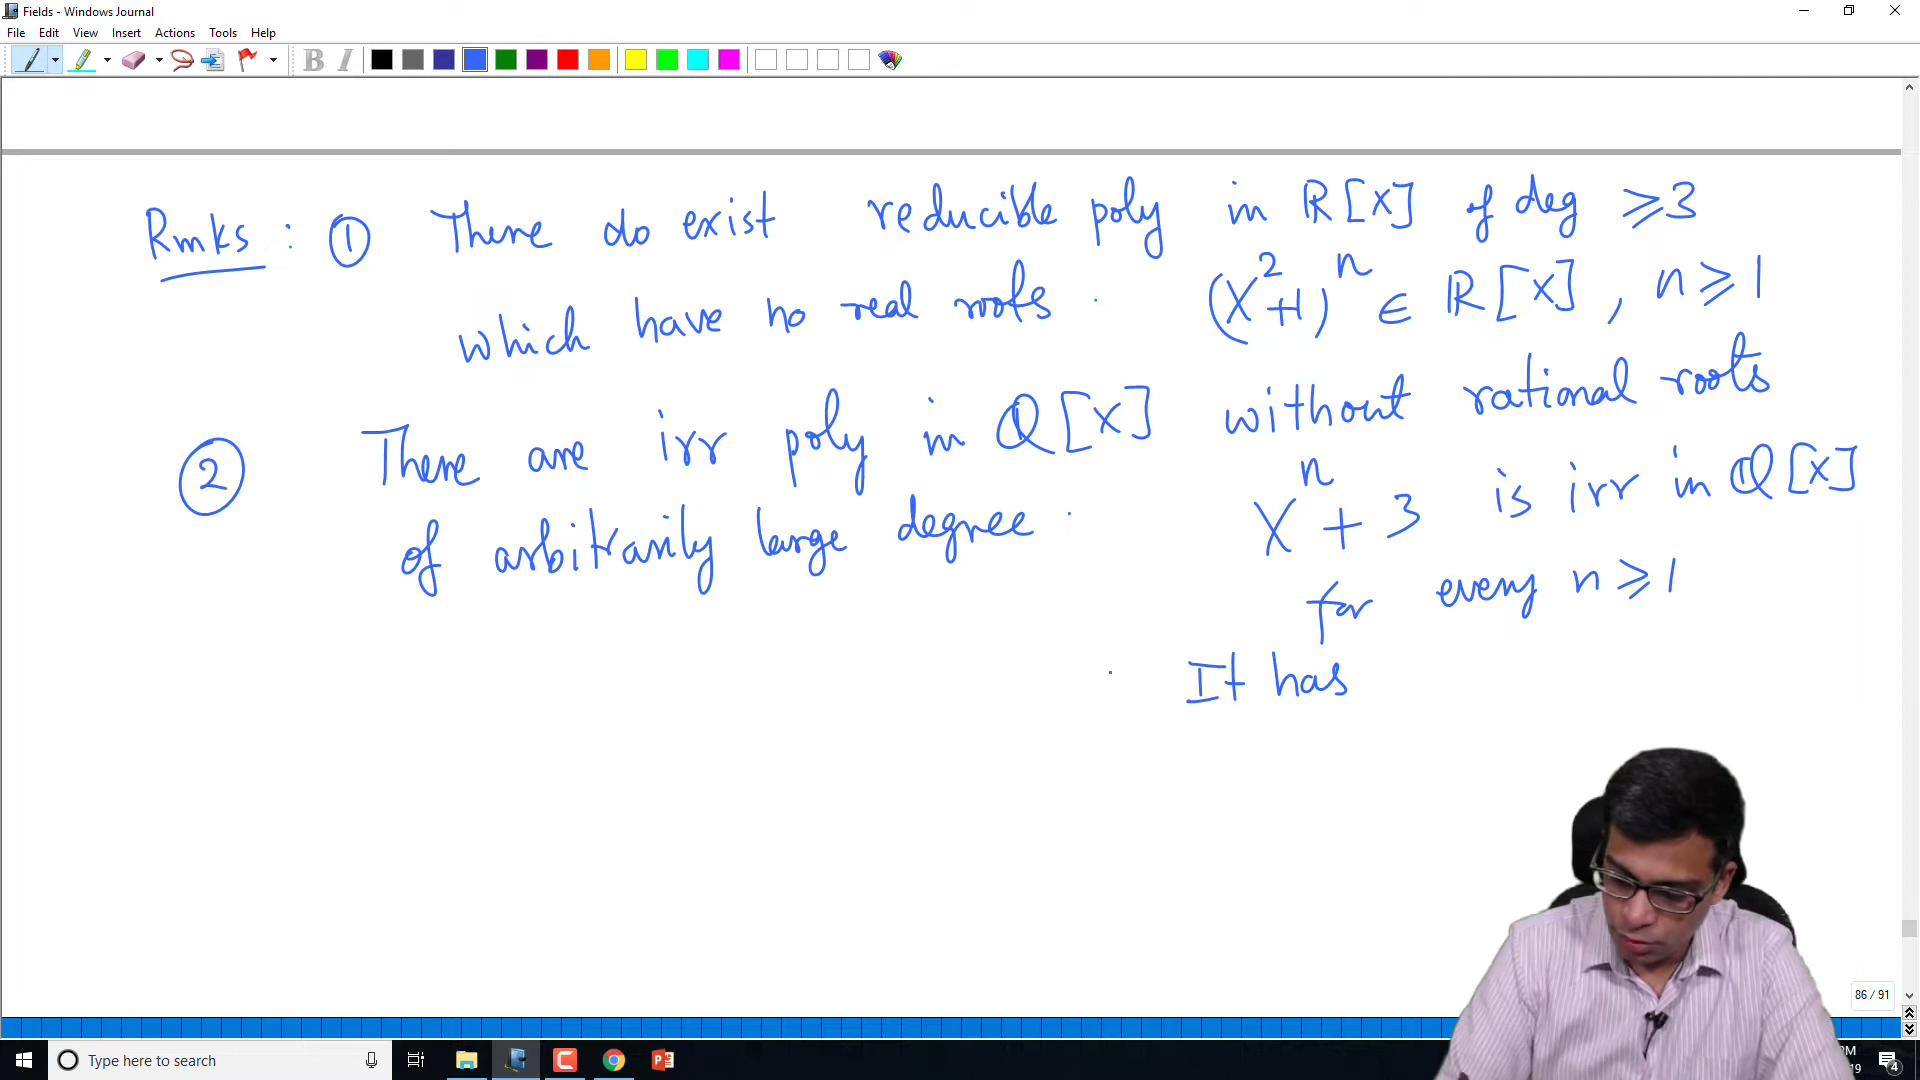 Fields - Windows Journal
File Edit View Insert Actions Tools Help
B I
Rmks : ① There do exist reducible poly in ℝ[X] of deg ⩾3
which have no real roots . (X²+1)ⁿ ∈ ℝ[X] , n⩾1
② There are irr poly in ℚ[X] without rational roots
of arbitrarily large degree . Xⁿ + 3 is irr in ℚ[X]
for every n⩾1
It has
86 / 91
Type here to search
4